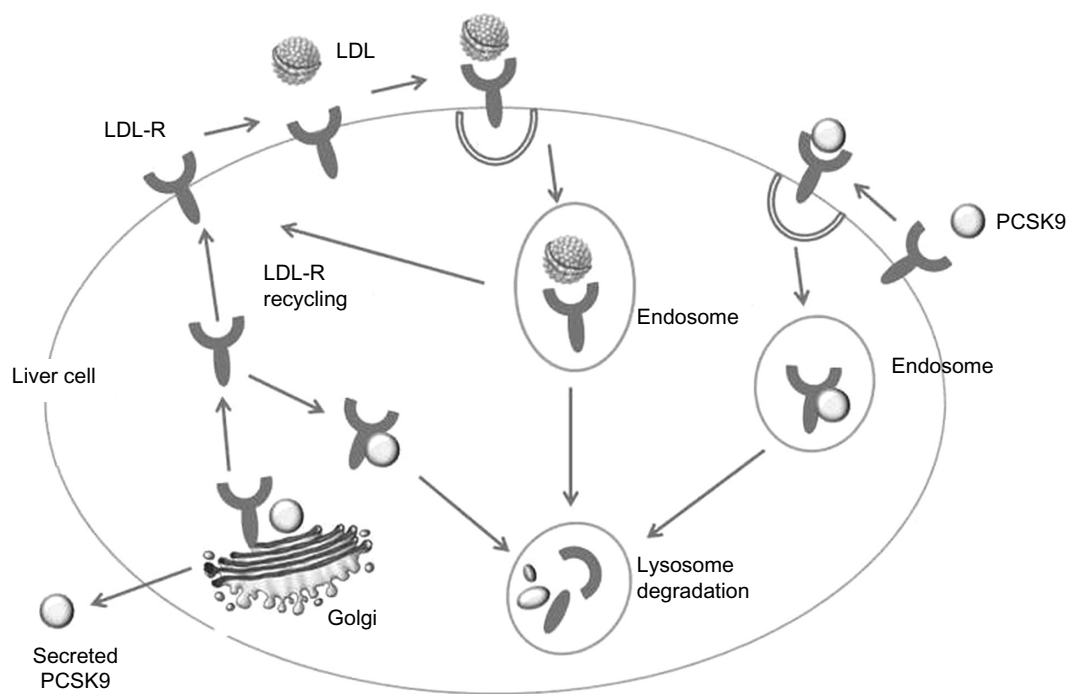 LDL
LDL-R
PCSK9
LDL-R
recycling
Endosome
Endosome
Liver cell
Lysosome
degradation
Golgi
Secreted
PCSK9